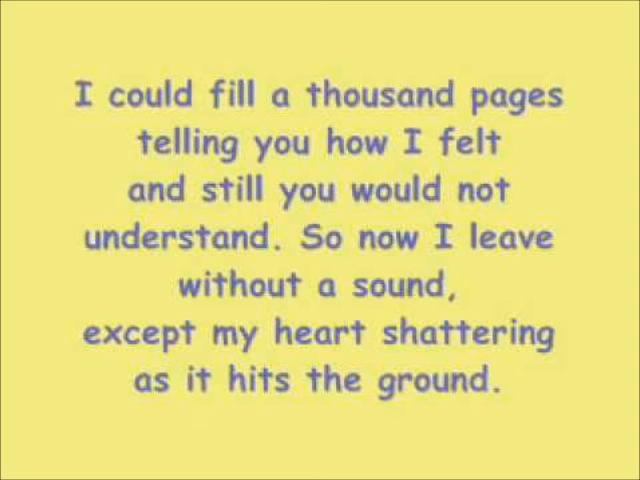 I could fill a thousand pages
telling you how I felt
and still you would not
understand. So now I leave
without a sound,
except my heart shattering
as it hits the ground.